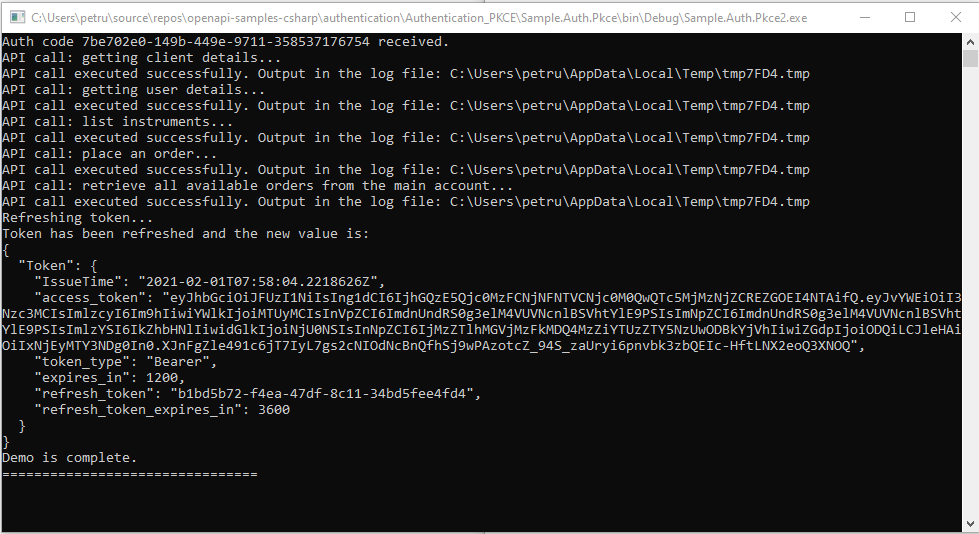 C:\Users\petru\source\repos\openapi-samples-csharp\authentication\Authentication_PKCE\Sample.Auth.Pkce\bin\Debug\Sample.Auth.Pkce2.exe
Auth code 7be702e0-149b-449e-9711-358537176754 received.
API call: getting client details...
API call executed successfully. Output in the log file: C:\Users\petru\AppData\Local\Temp\tmp7FD4.tmp
API call: getting user details...
API call executed successfully. Output in the log file: C:\Users\petru\AppData\Local\Temp\tmp7FD4.tmp
API call: list instruments...
API call executed successfully. Output in the log file: C:\Users\petru\AppData\Local\Temp\tmp7FD4.tmp
API call: place an order...
API call executed successfully. Output in the log file: C:\Users\petru\AppData\Local\Temp\tmp7FD4.tmp
API call: retrieve all available orders from the main account...
API call executed successfully. Output in the log file: C:\Users\petru\AppData\Local\Temp\tmp7FD4.tmp
Refreshing token...
Token has been refreshed and the new value is:
{
  "Token": {
    "IssueTime": "2021-02-01T07:58:04.2218626Z",
    "access_token": "eyJhbGciOiJFUzI1NiIsIng1dCI6IjhGQzE5Qjc0MzFCNjNFNTVCNjc0M0QwQTc5MjMzNjZCREZGOEI4NTAifQ.eyJvYWEiOiI3
Nzc3MCIsImlzcyI6Im9hIiwiYWlkIjoiMTUyMCIsInVpZCI6ImdnUndRS0g3elM4VUVNcnlBSVhtYlE9PSIsImNpZCI6ImdnUndRS0g3elM4VUVNcnlBSVht
YlE9PSIsImlzYSI6IkZhbHNlIiwidGlkIjoiNjU0NSIsInNpZCI6IjMzZTlhMGVjMzFkMDQ4MzZiYTUzZTY5NzUwODBkYjVhIiwiZGdpIjoiODQiLCJleHAi
OiIxNjEyMTY3NDg0In0.XJnFgZle491c6jT7IyL7gs2cNIOdNcBnQfhSj9wPAzotcZ_94S_zaUryi6pnvbk3zbQEIc-HftLNX2eoQ3XNOQ",
    "token_type": "Bearer",
    "expires_in": 1200,
    "refresh_token": "b1bd5b72-f4ea-47df-8c11-34bd5fee4fd4",
    "refresh_token_expires_in": 3600
  }
}
Demo is complete.
================================